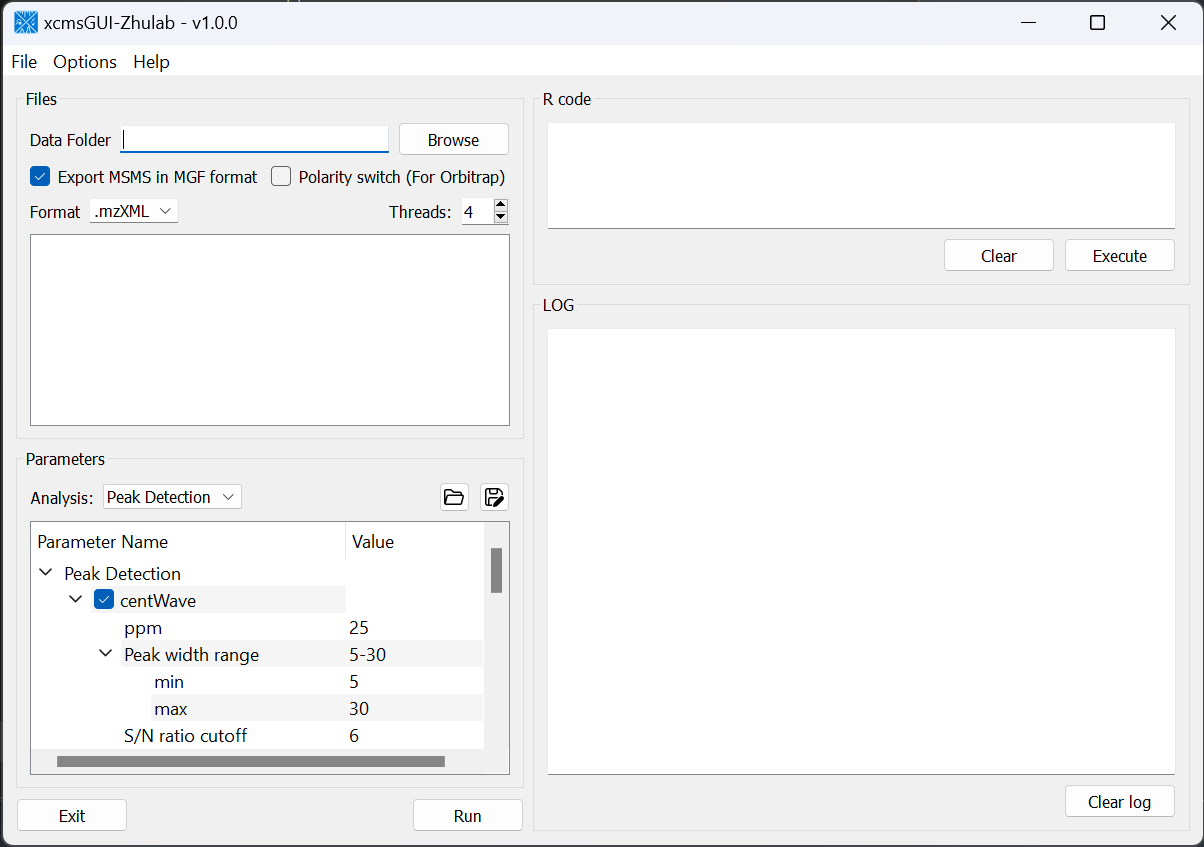 xcmsGUI-Zhulab - v1.0.0
File Options Help
Files
Data Folder Browse
Export MSMS in MGF format Polarity switch (For Orbitrap)
Format .mzXML Threads: 4
Parameters
Analysis: Peak Detection
Parameter Name Value
Peak Detection
centWave
ppm 25
Peak width range 5-30
min 5
max 30
S/N ratio cutoff 6
Exit Run
R code
Clear Execute
LOG
Clear log